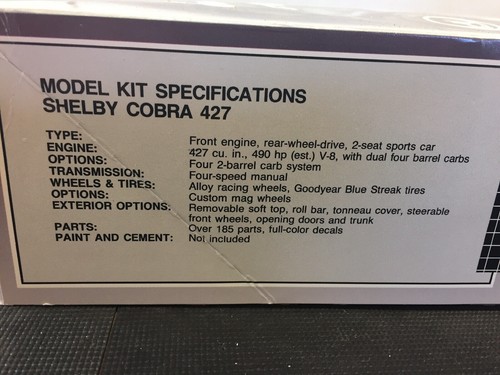 MODEL KIT SPECIFICATIONS
SHELBY COBRA 427
TYPE: Front engine, rear-wheel-drive, 2-seat sports car
ENGINE: 427 cu. in., 490 hp (est.) V-8, with dual four barrel carbs
OPTIONS: Four 2-barrel carb system
TRANSMISSION: Four-speed manual
WHEELS & TIRES: Alloy racing wheels, Goodyear Blue Streak tires
OPTIONS: Custom mag wheels
EXTERIOR OPTIONS: Removable soft top, roll bar, tonneau cover, steerable
front wheels, opening doors and trunk
PARTS: Over 185 parts, full-color decals
PAINT AND CEMENT: Not included